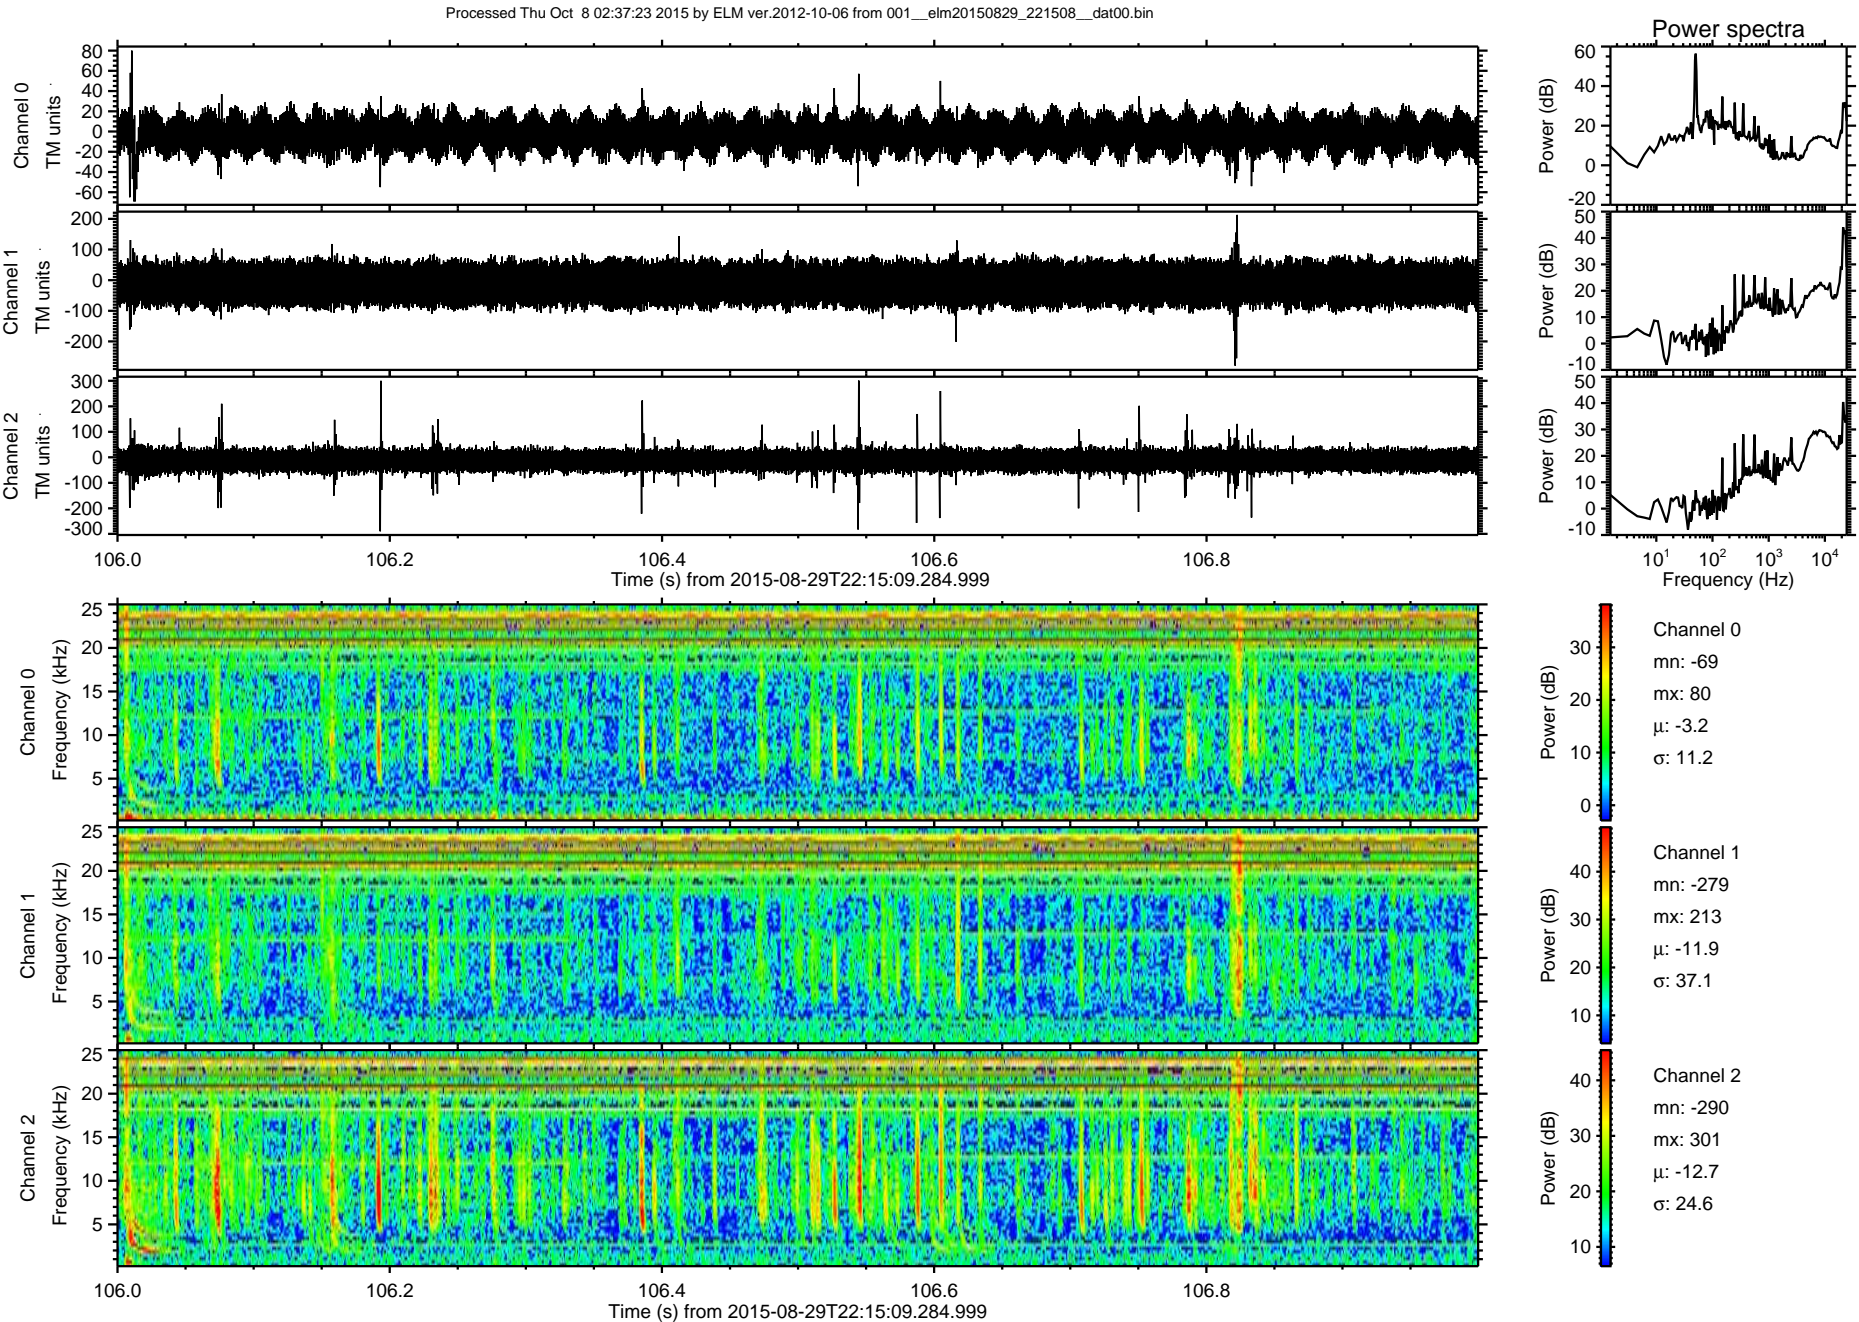 Processed Thu Oct  8 02:37:23 2015 by ELM ver.2012-10-06 from 001__elm20150829_221508__dat00.bin
Power spectra
Channel 0
TM units
80
60
40
20
0
-20
-40
-60
Power (dB)
60
40
20
0
-20
Channel 1
TM units
200
100
0
-100
-200
Power (dB)
50
40
30
20
10
0
-10
Channel 2
TM units
300
200
100
0
-100
-200
-300
Power (dB)
50
40
30
20
10
0
-10
106.0 106.2 106.4 106.6 106.8
Time (s) from 2015-08-29T22:15:09.284.999
10¹ 10² 10³ 10⁴
Frequency (Hz)
Channel 0
Frequency (kHz)
25
20
15
10
5
Power (dB)
30
20
10
0
Channel 0
mn: -69
mx: 80
μ: -3.2
σ: 11.2
Channel 1
Frequency (kHz)
25
20
15
10
5
Power (dB)
40
30
20
10
Channel 1
mn: -279
mx: 213
μ: -11.9
σ: 37.1
Channel 2
Frequency (kHz)
25
20
15
10
5
Power (dB)
40
30
20
10
Channel 2
mn: -290
mx: 301
μ: -12.7
σ: 24.6
106.0 106.2 106.4 106.6 106.8
Time (s) from 2015-08-29T22:15:09.284.999